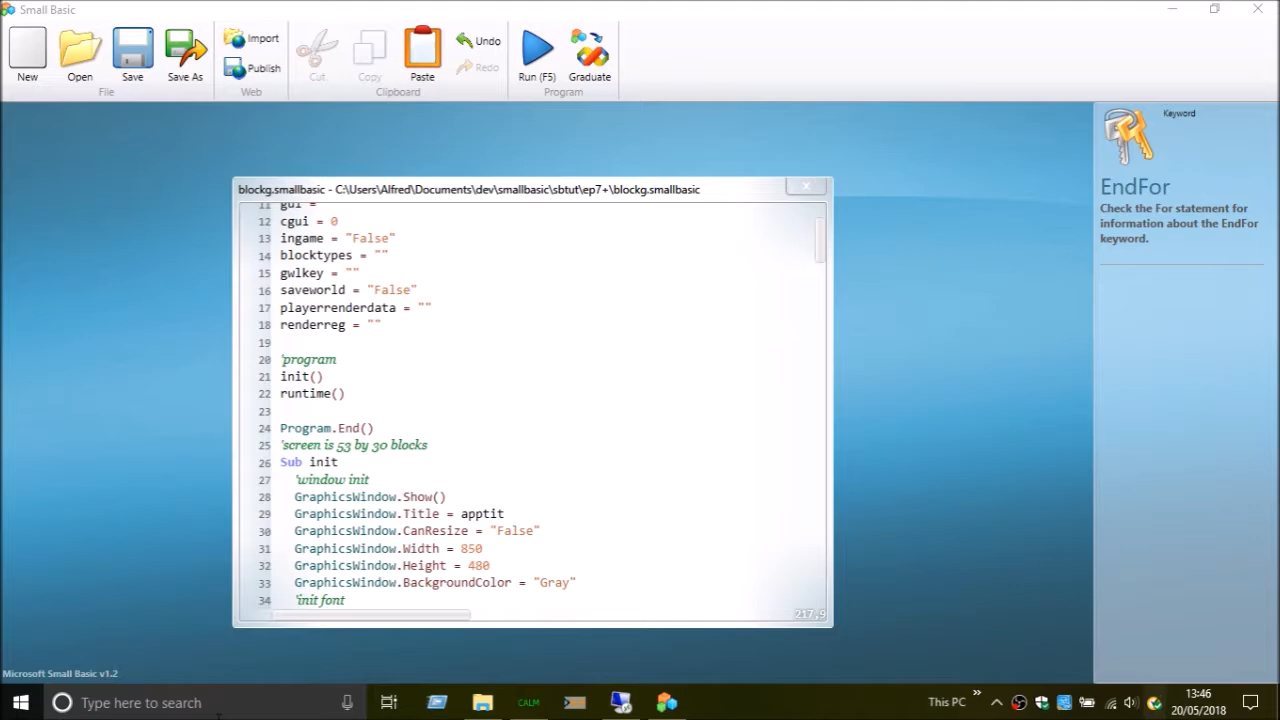 Small Basic
New
Open
Save
Save As
Import
Publish
Cut
Copy
Paste
Undo
Redo
Run (F5)
Graduate
File
Web
Clipboard
Program
Keyword
EndFor
Check the For statement for
information about the EndFor
keyword.
blockg.smallbasic - C:\Users\Alfred\Documents\dev\smallbasic\sbtut\ep7+\blockg.smallbasic
11 gui =
12 cgui = 0
13 ingame = "False"
14 blocktypes = ""
15 gwlkey = ""
16 saveworld = "False"
17 playerrenderdata = ""
18 renderreg = ""
19
20 'program
21 init()
22 runtime()
23
24 Program.End()
25 'screen is 53 by 30 blocks
26 Sub init
27 'window init
28 GraphicsWindow.Show()
29 GraphicsWindow.Title = apptit
30 GraphicsWindow.CanResize = "False"
31 GraphicsWindow.Width = 850
32 GraphicsWindow.Height = 480
33 GraphicsWindow.BackgroundColor = "Gray"
34 'init font
217,9
Microsoft Small Basic v1.2
Type here to search
CALM
This PC
13:46
20/05/2018